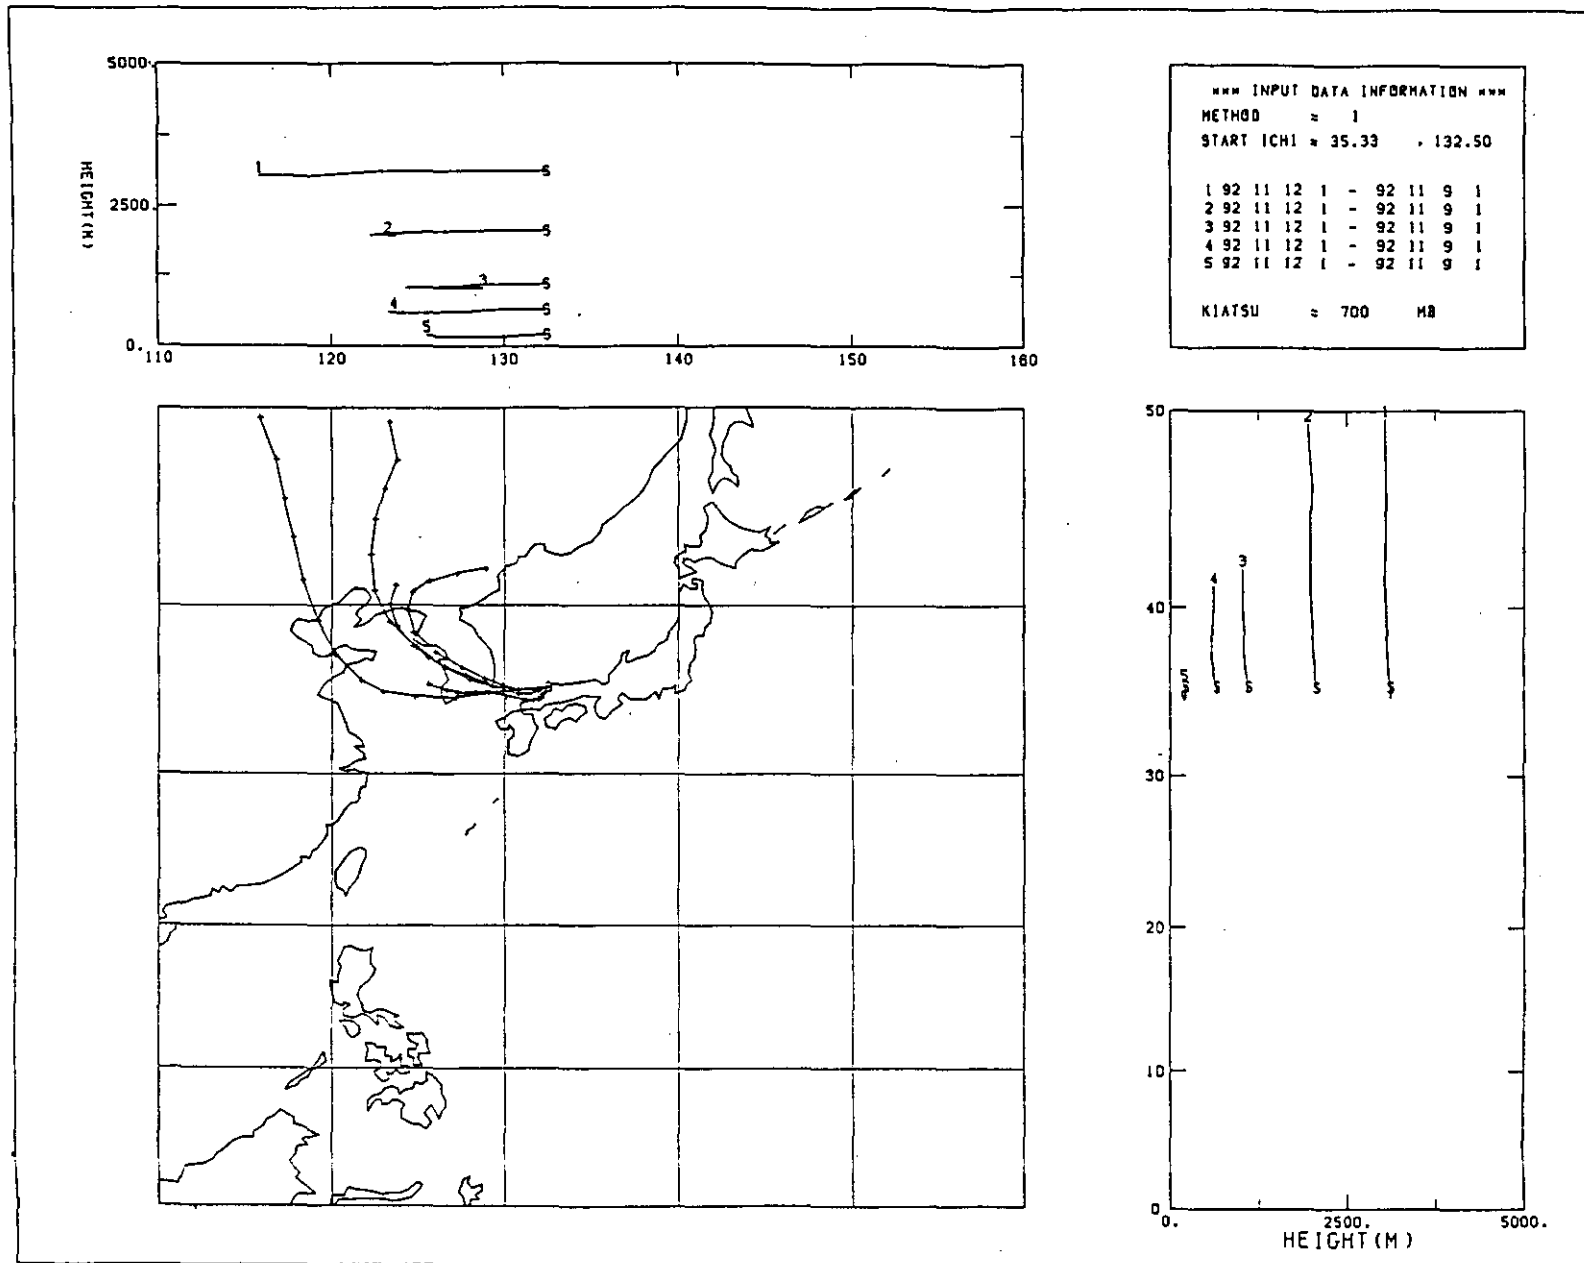 5000.
2500.
0.
HEIGHT(M)
1
S
2
S
3
S
4
S
5
S
110
120
130
140
150
160
*** INPUT DATA INFORMATION ***
METHOD = 1
START ICHI = 35.33 , 132.50
1 92 11 12 1 - 92 11 9 1
2 92 11 12 1 - 92 11 9 1
3 92 11 12 1 - 92 11 9 1
4 92 11 12 1 - 92 11 9 1
5 92 11 12 1 - 92 11 9 1
KIATSU = 700 MB
50
40
30
20
10
0
1
2
3
4
S
S
S
S
0.
2500.
5000.
HEIGHT(M)